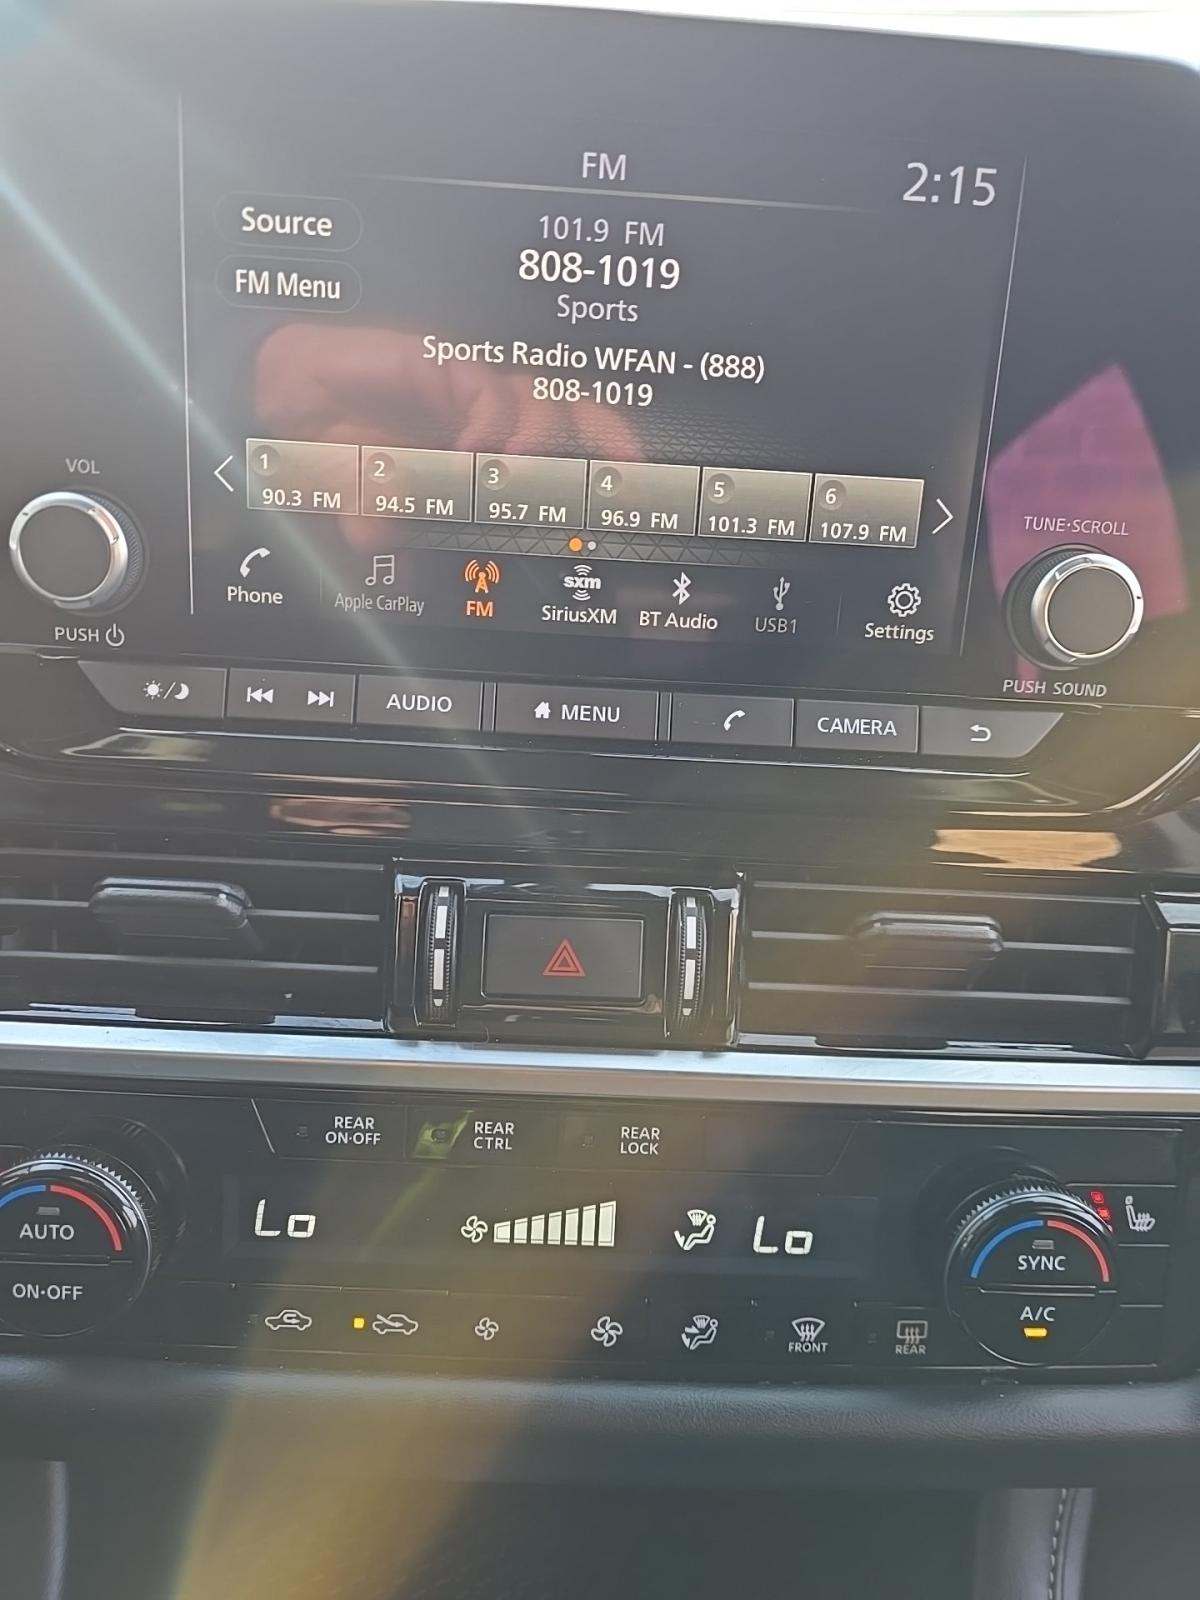 FM
2:15
Source
101.9 FM
808-1019
FM Menu
Sports
Sports Radio WFAN - (888)
808-1019
VOL
1
2
3
4
5
6
90.3 FM
94.5 FM
95.7 FM
96.9 FM
101.3 FM
107.9 FM
TUNE·SCROLL
Phone
Apple CarPlay
FM
sxm
SiriusXM
BT Audio
USB1
Settings
PUSH
PUSH SOUND
AUDIO
MENU
CAMERA
REAR
ON·OFF
REAR
CTRL
REAR
LOCK
AUTO
ON·OFF
Lo
Lo
SYNC
A/C
FRONT
REAR